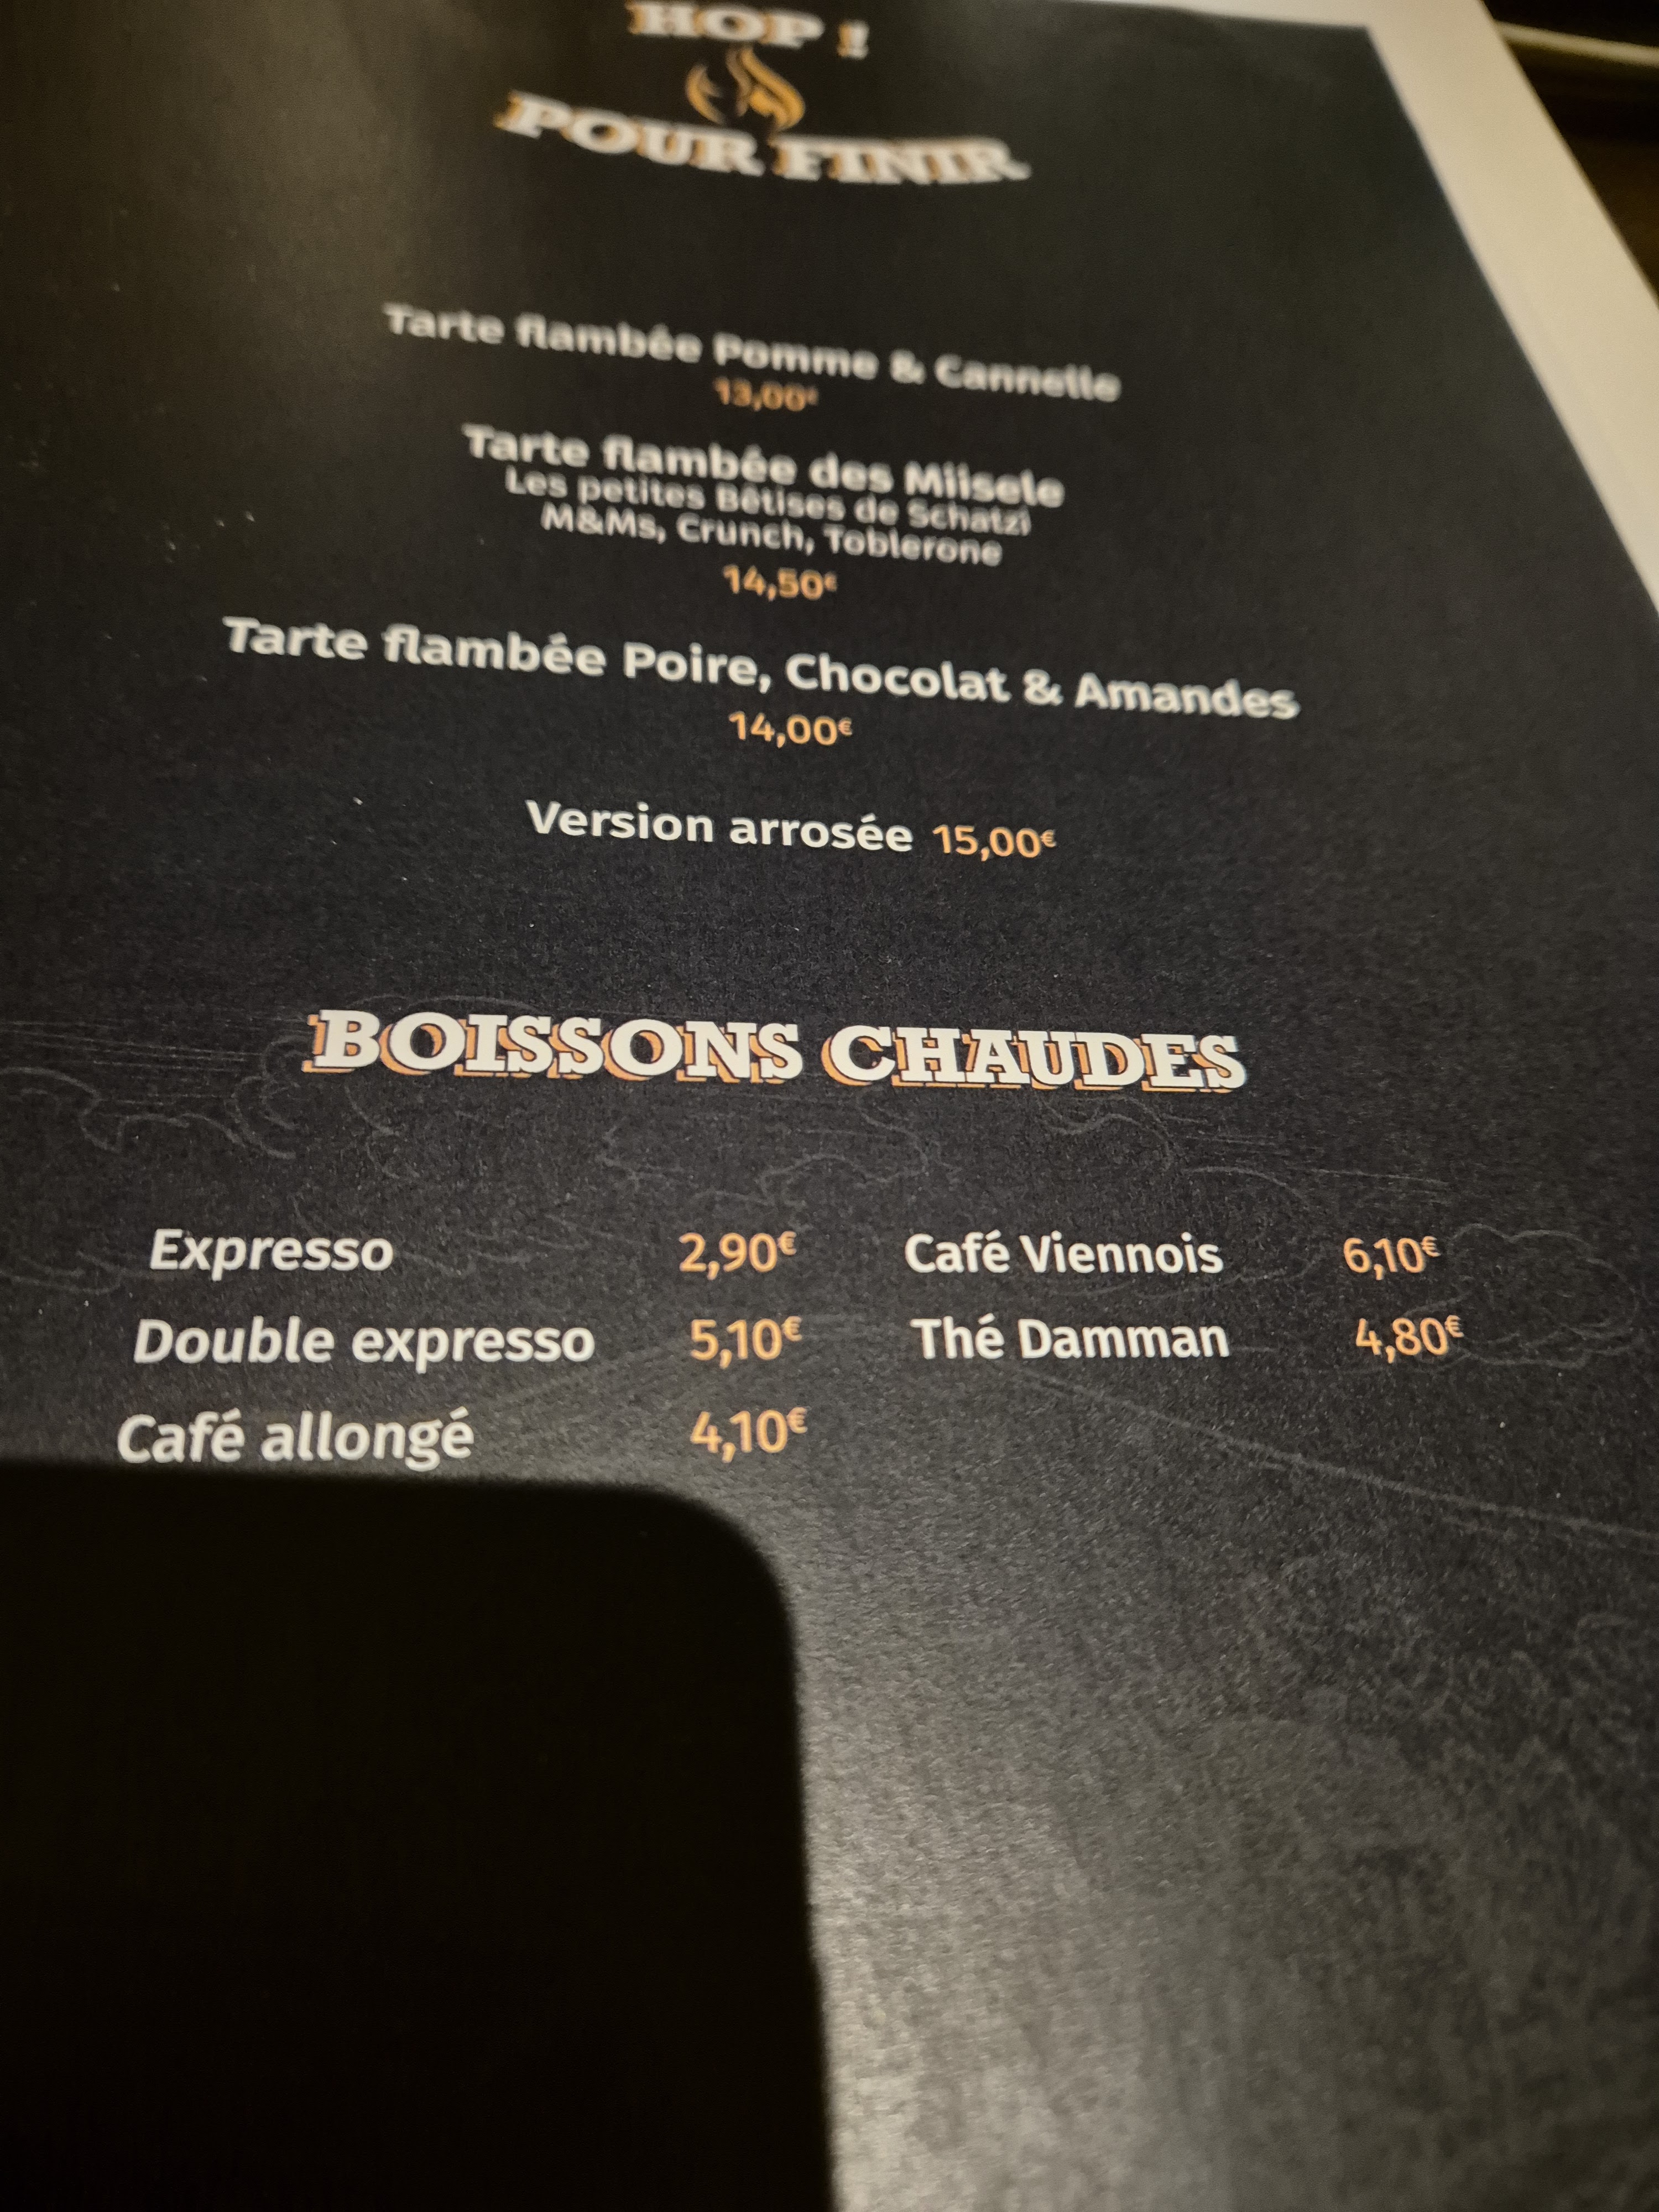 HOP !
POUR FINIR
Tarte flambée Pomme & Cannelle
13,00€
Tarte flambée des Miisele
Les petites Bêtises de Schatzi
M&Ms, Crunch, Toblerone
14,50€
Tarte flambée Poire, Chocolat & Amandes
14,00€
Version arrosée 15,00€
BOISSONS CHAUDES
Expresso 2,90€
Double expresso 5,10€
Café allongé 4,10€
Café Viennois 6,10€
Thé Damman 4,80€